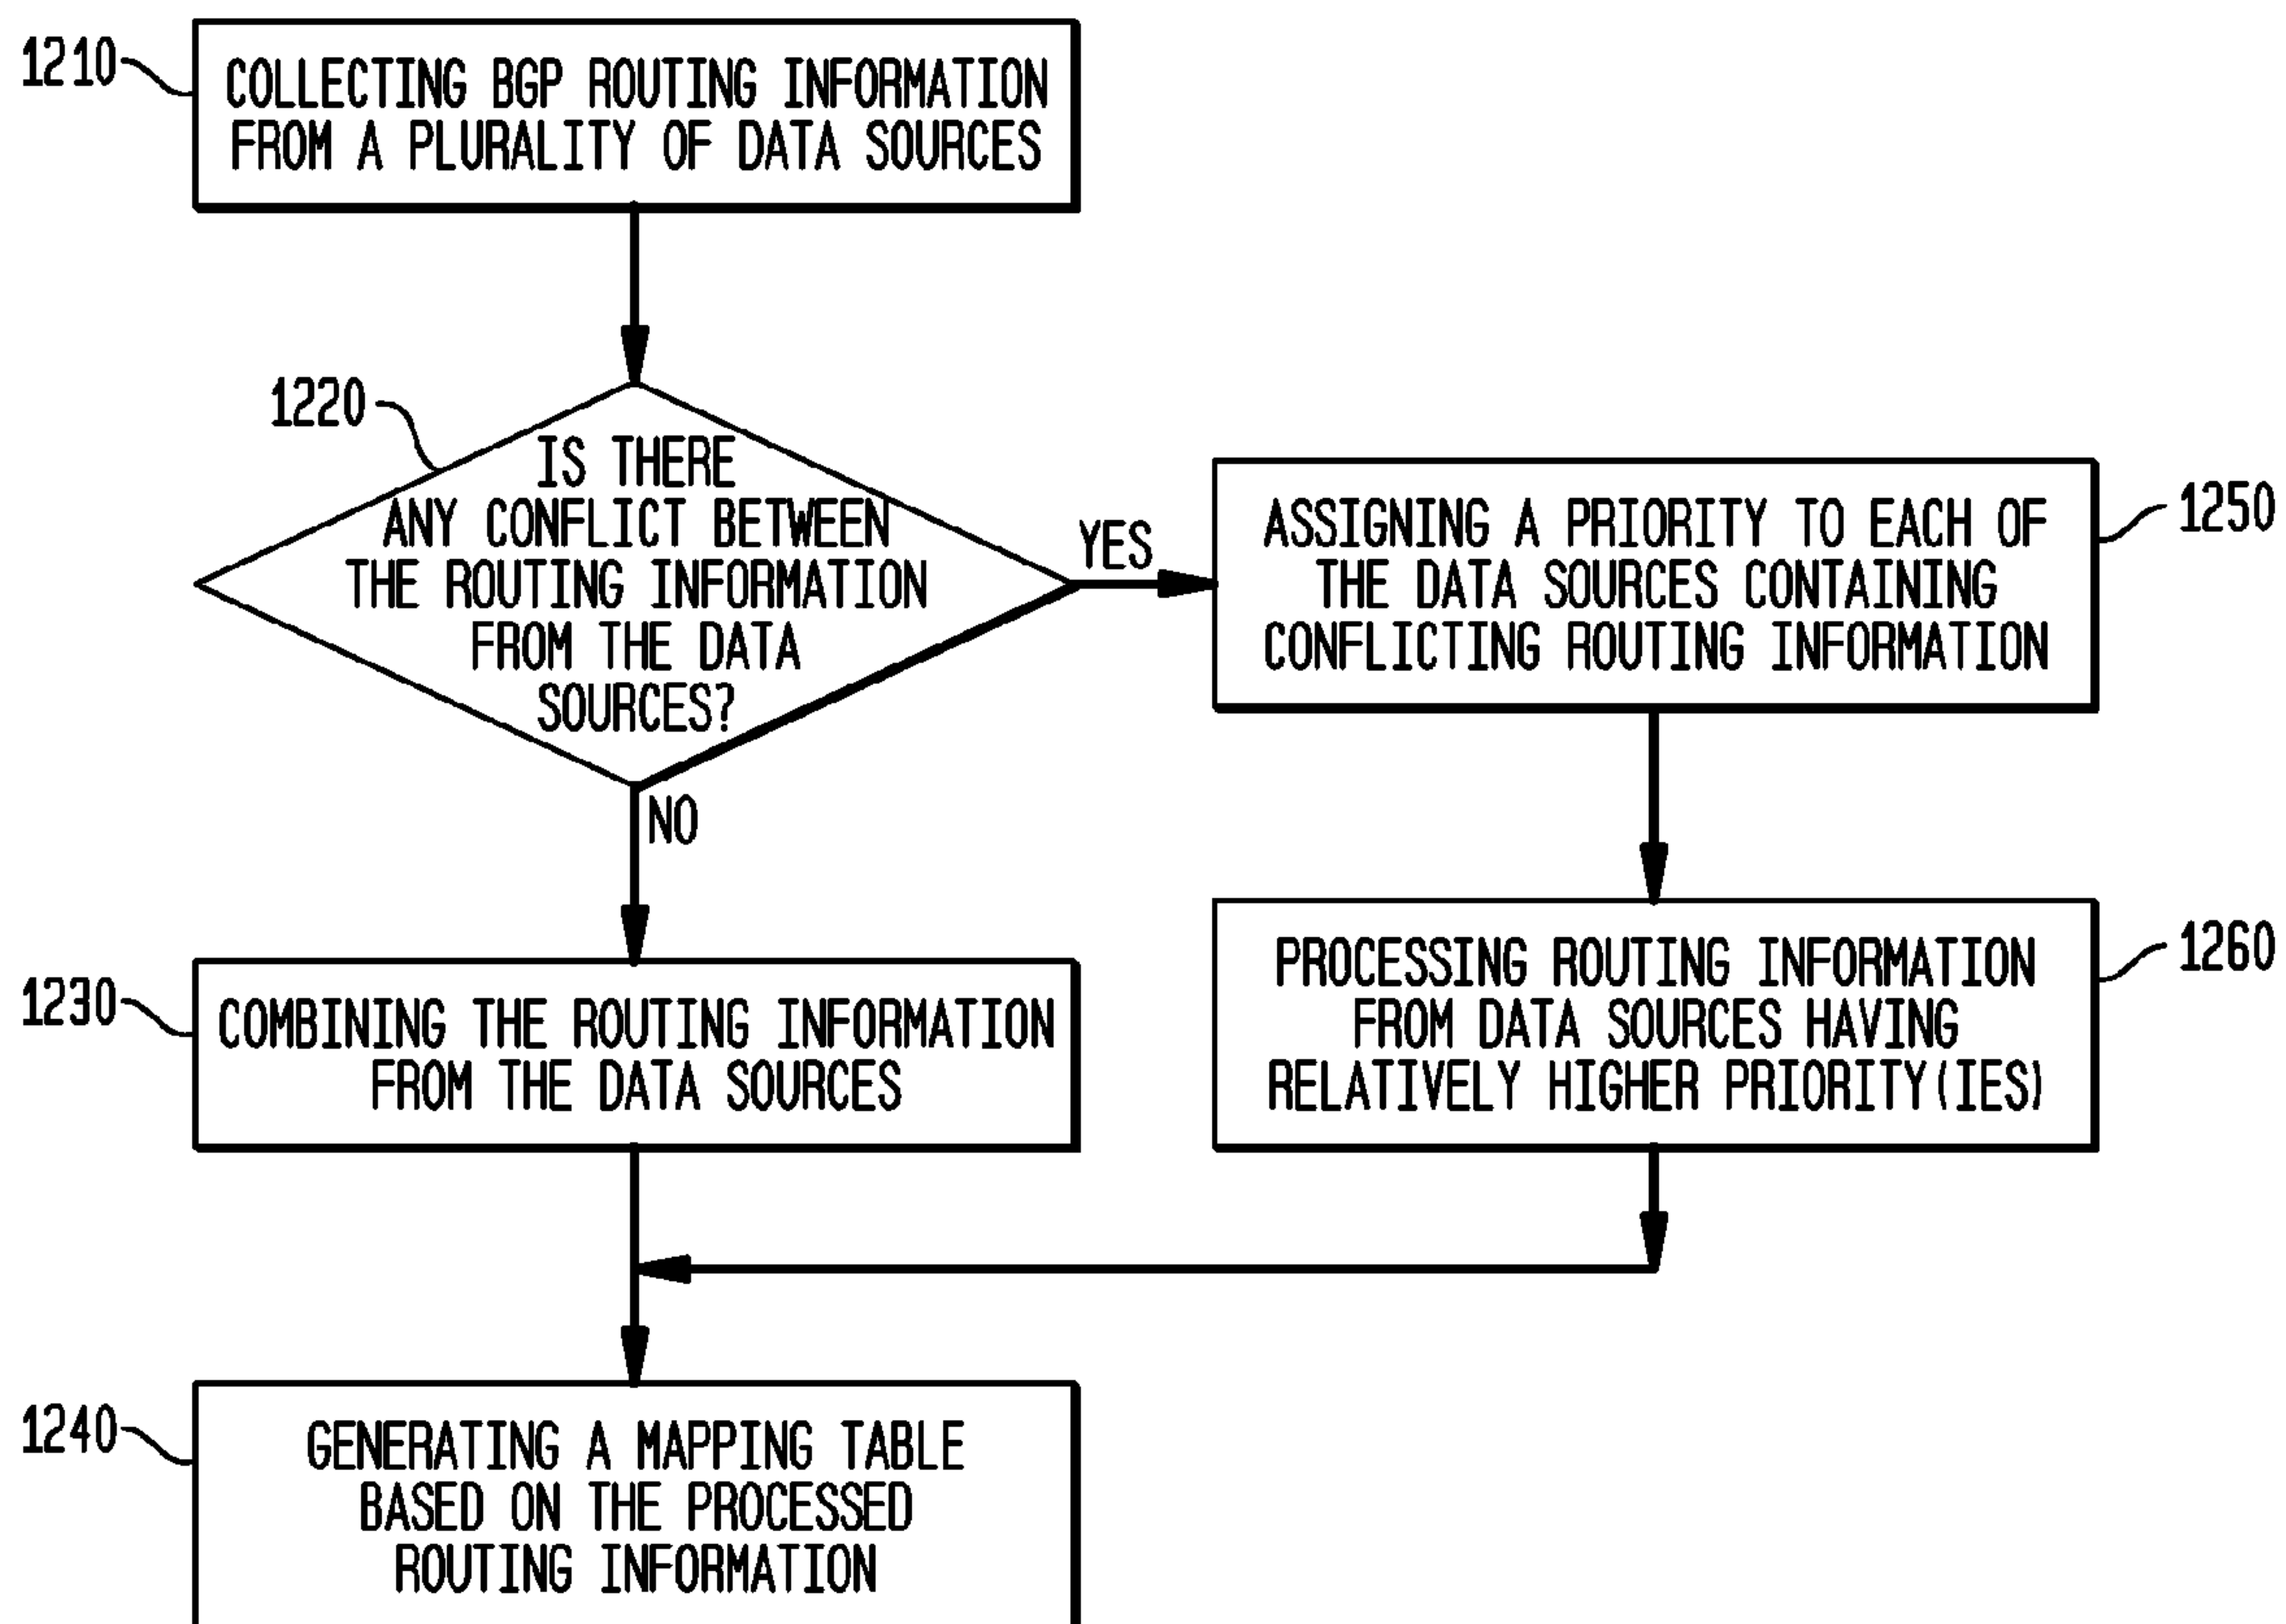 1210
COLLECTING BGP ROUTING INFORMATION
FROM A PLURALITY OF DATA SOURCES
1220
IS THERE
ANY CONFLICT BETWEEN
THE ROUTING INFORMATION
FROM THE DATA
SOURCES?
YES
NO
1250
ASSIGNING A PRIORITY TO EACH OF
THE DATA SOURCES CONTAINING
CONFLICTING ROUTING INFORMATION
1260
PROCESSING ROUTING INFORMATION
FROM DATA SOURCES HAVING
RELATIVELY HIGHER PRIORITY(IES)
1230
COMBINING THE ROUTING INFORMATION
FROM THE DATA SOURCES
1240
GENERATING A MAPPING TABLE
BASED ON THE PROCESSED
ROUTING INFORMATION